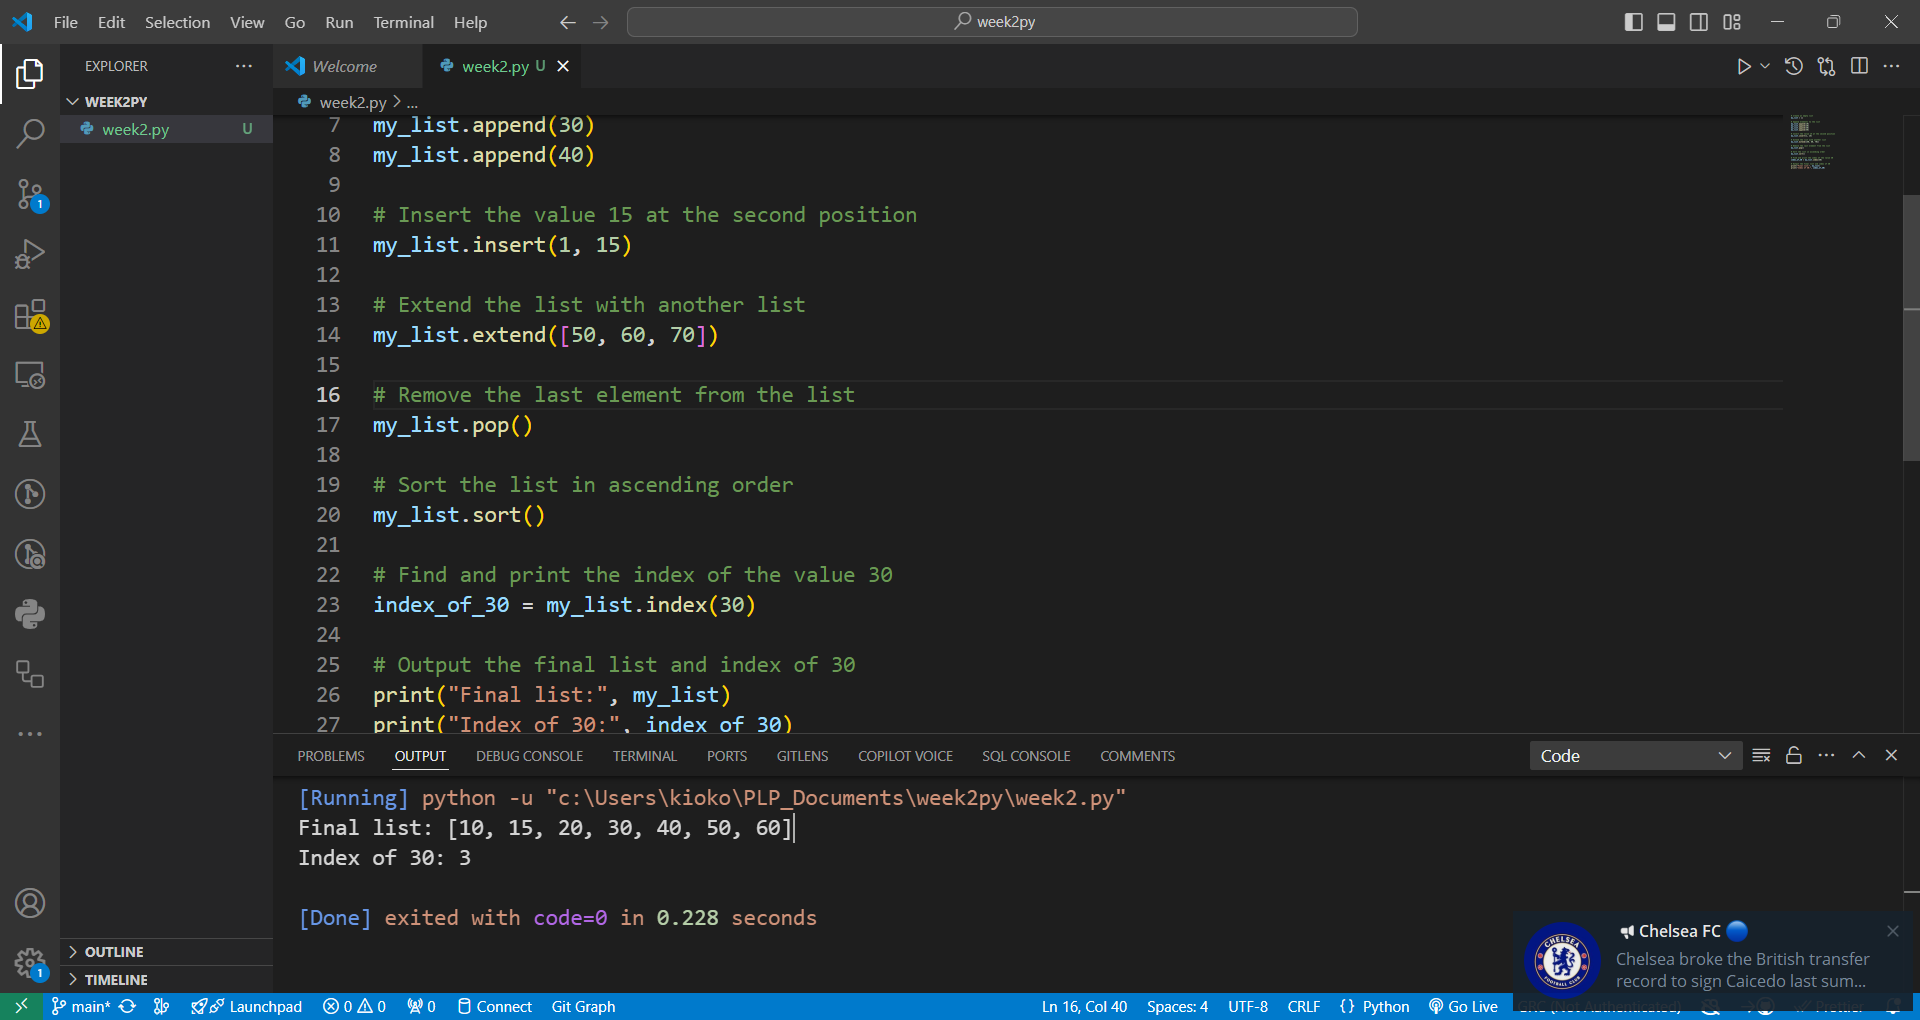 File Edit Selection View Go Run Terminal Help
week2py
EXPLORER
WEEK2PY
week2.py U
Welcome
week2.py U
week2.py > ...
7 my_list.append(30)
8 my_list.append(40)
9
10 # Insert the value 15 at the second position
11 my_list.insert(1, 15)
12
13 # Extend the list with another list
14 my_list.extend([50, 60, 70])
15
16 # Remove the last element from the list
17 my_list.pop()
18
19 # Sort the list in ascending order
20 my_list.sort()
21
22 # Find and print the index of the value 30
23 index_of_30 = my_list.index(30)
24
25 # Output the final list and index of 30
26 print("Final list:", my_list)
27 print("Index of 30:", index_of_30)
PROBLEMS OUTPUT DEBUG CONSOLE TERMINAL PORTS GITLENS COPILOT VOICE SQL CONSOLE COMMENTS
Code
[Running] python -u "c:\Users\kioko\PLP_Documents\week2py\week2.py"
Final list: [10, 15, 20, 30, 40, 50, 60]
Index of 30: 3
[Done] exited with code=0 in 0.228 seconds
OUTLINE
TIMELINE
1
1
Chelsea FC
Chelsea broke the British transfer
record to sign Caicedo last sum...
CHELSEA
FOOTBALL CLUB
main* Launchpad 0 0 0 Connect Git Graph
Ln 16, Col 40 Spaces: 4 UTF-8 CRLF {} Python Go Live (Not Authenticated) Prettier